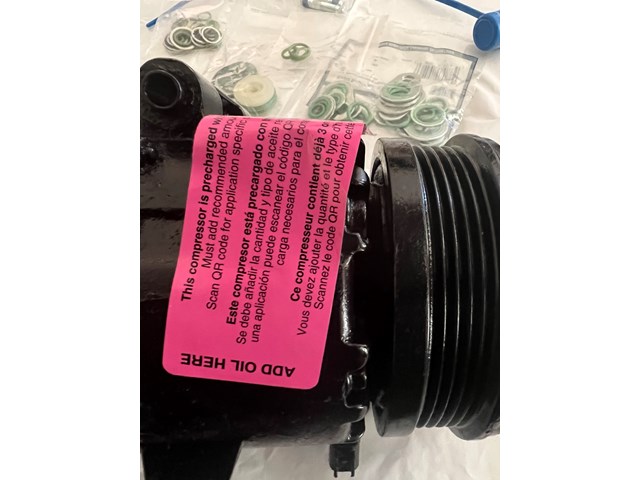 This compressor is precharged
Must add recommended
Scan QR code for application
Este compresor está precargado con
Se debe añadir la cantidad y tipo de aceite
una aplicación puede escanear el código
carga necesarios para el
Ce compresseur contient déjà 3
Vous devez ajouter la quantité et le type
Scannez le code QR pour obtenir
ADD OIL HERE